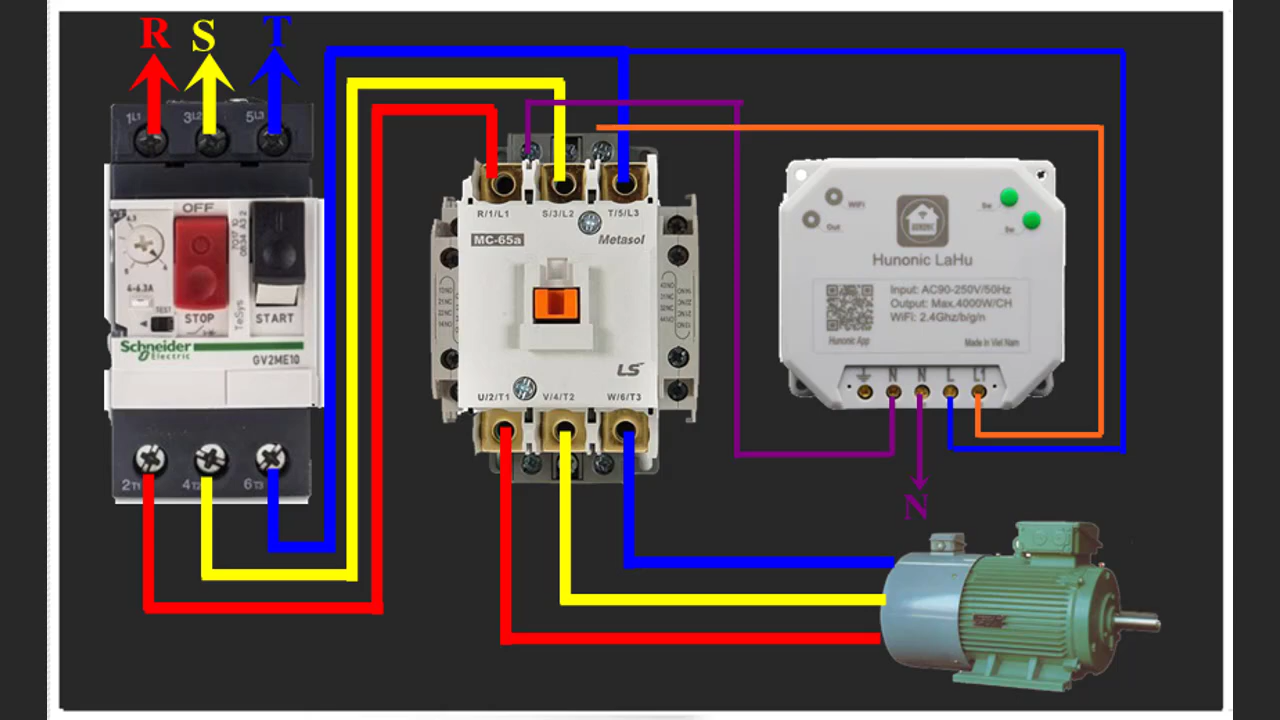 R S T
1L1 3L2 5L3
OFF
STOP
START
4-6.3A
TEST
TeSys
Schneider
Electric
GV2ME10
2T1 4T2 6T3
R/1/L1 S/3/L2 T/5/L3
MC-65a
Metasol
LS
U/2/T1 V/4/T2 W/6/T3
WiFi
Out
Sw
Sw
Hunonic LaHu
Input: AC90-250V/50Hz
Output: Max.4000W/CH
WiFi: 2.4Ghz/b/g/n
Hunonic App
Made in Viet Nam
N N L L1
N